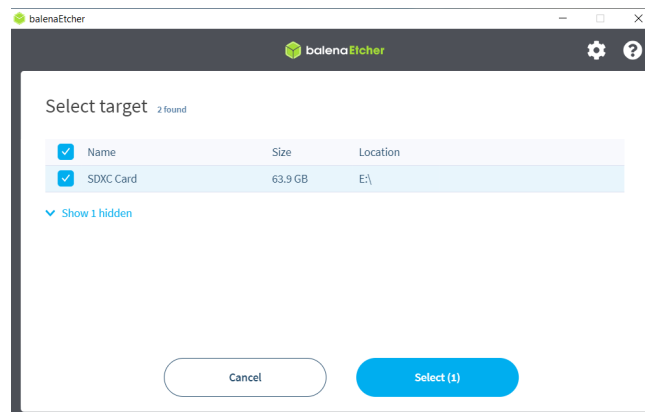 balenaEtcher
balenaEtcher
Select target 2 found
Name Size Location
SDXC Card 63.9 GB E:\
Show 1 hidden
Cancel Select (1)